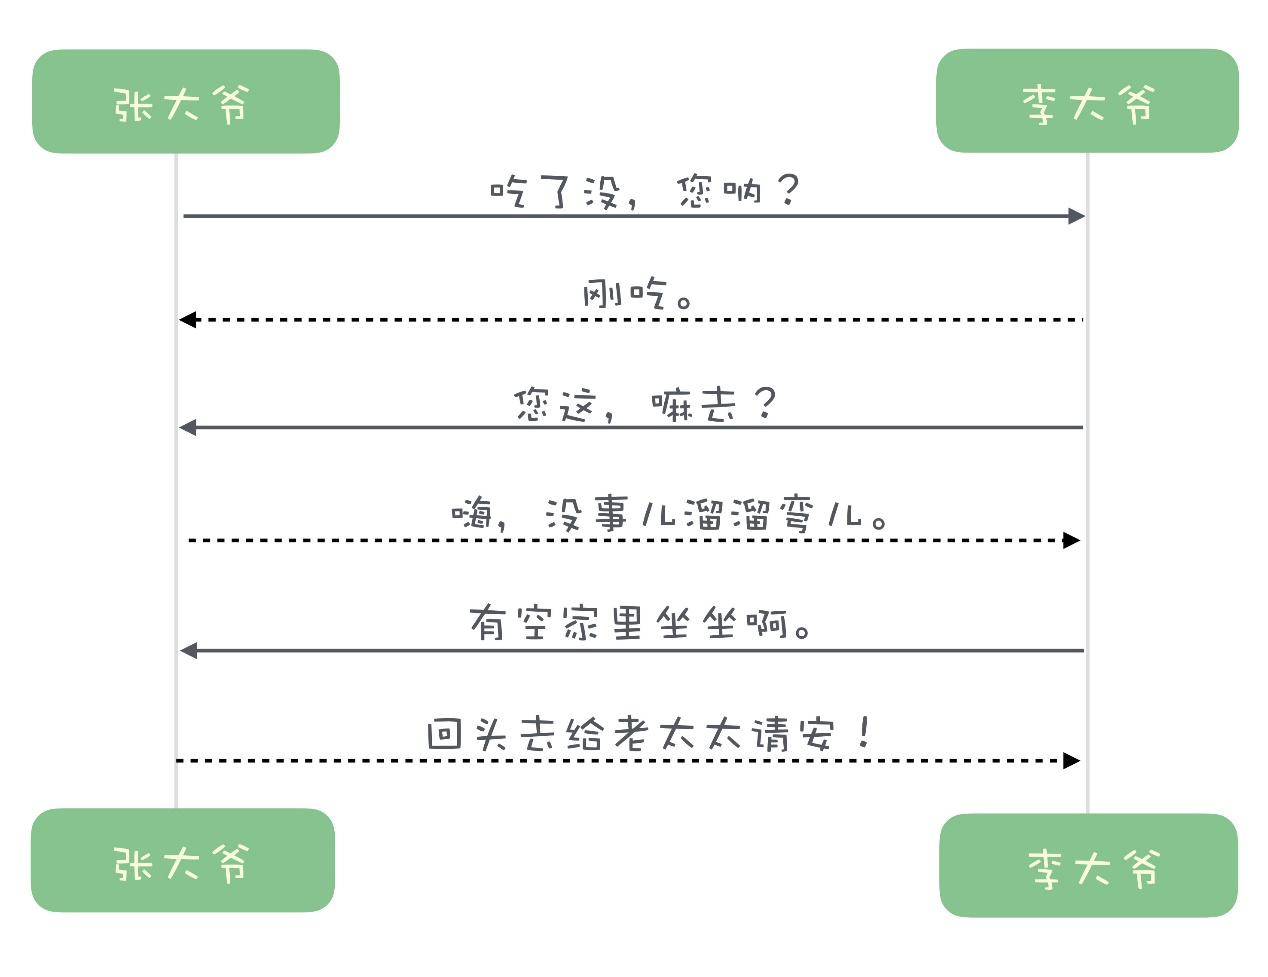 张大爷
李大爷
吃了没，您呐？
刚吃。
您这，嘛去？
嗨，没事儿溜溜弯儿。
有空家里坐坐啊。
回头去给老太太请安！
张大爷
李大爷